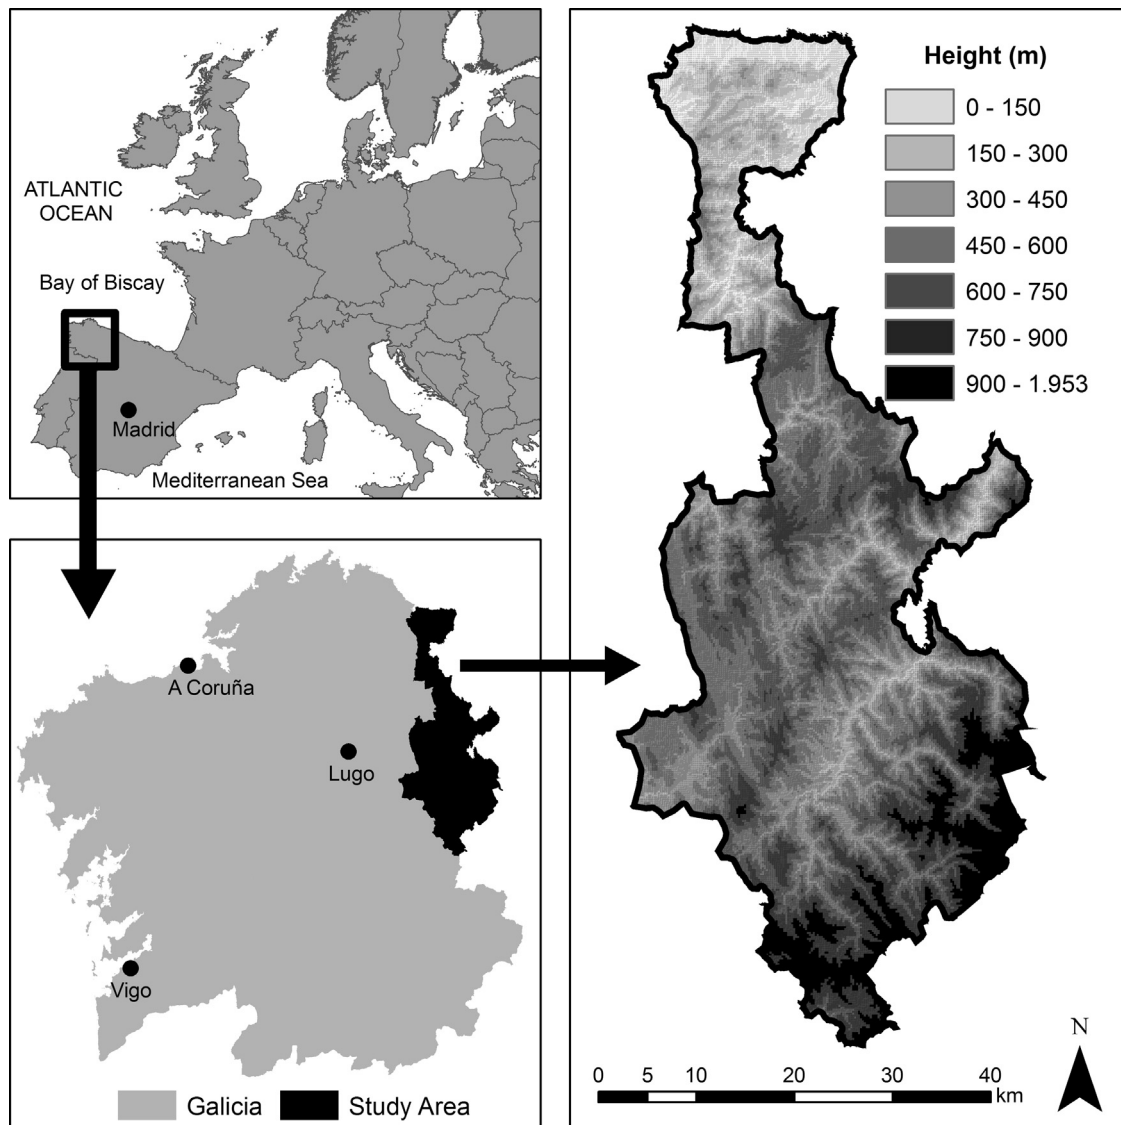 ATLANTIC
OCEAN
Bay of Biscay
Madrid
Mediterranean Sea
A Coruña
Lugo
Vigo
Galicia
Study Area
Height (m)
0 - 150
150 - 300
300 - 450
450 - 600
600 - 750
750 - 900
900 - 1.953
N
0 5 10 20 30 40
km